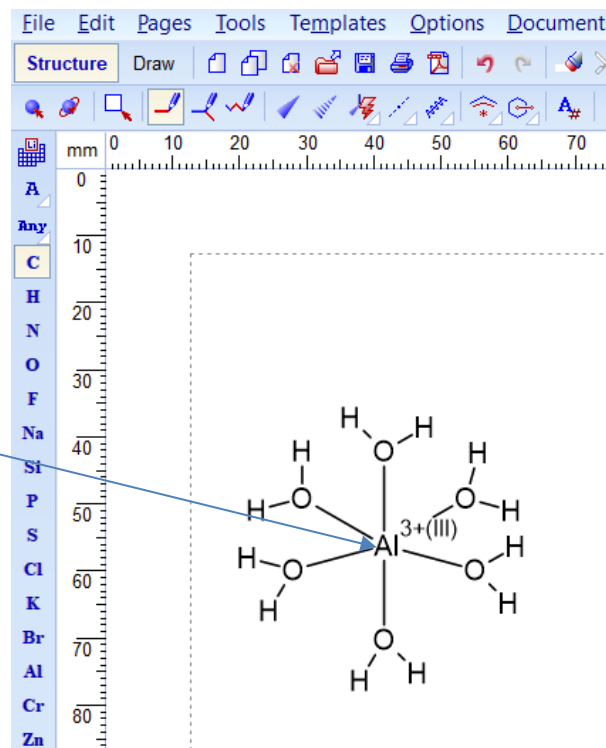 File Edit Pages Tools Templates Options Document
Structure Draw
A#
Li
mm 0 10 20 30 40 50 60 70
0
A
Any
10
C
H
20
N
O
30
F
Na
40
Si
P
50
S
Cl
60
K
Br
70
Al
Cr
80
Zn
H H
O
H H
H O O H
Al 3+(III)
H O O H
H H
O
H H